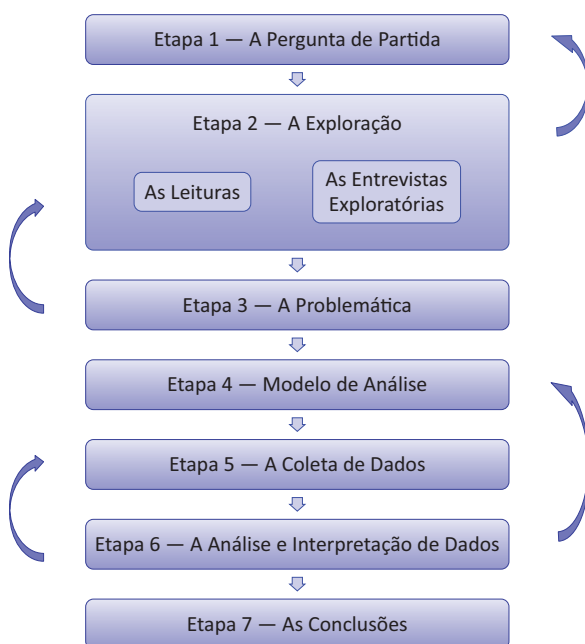 Etapa 1 — A Pergunta de Partida
Etapa 2 — A Exploração
As Leituras
As Entrevistas
Exploratórias
Etapa 3 — A Problemática
Etapa 4 — Modelo de Análise
Etapa 5 — A Coleta de Dados
Etapa 6 — A Análise e Interpretação de Dados
Etapa 7 — As Conclusões